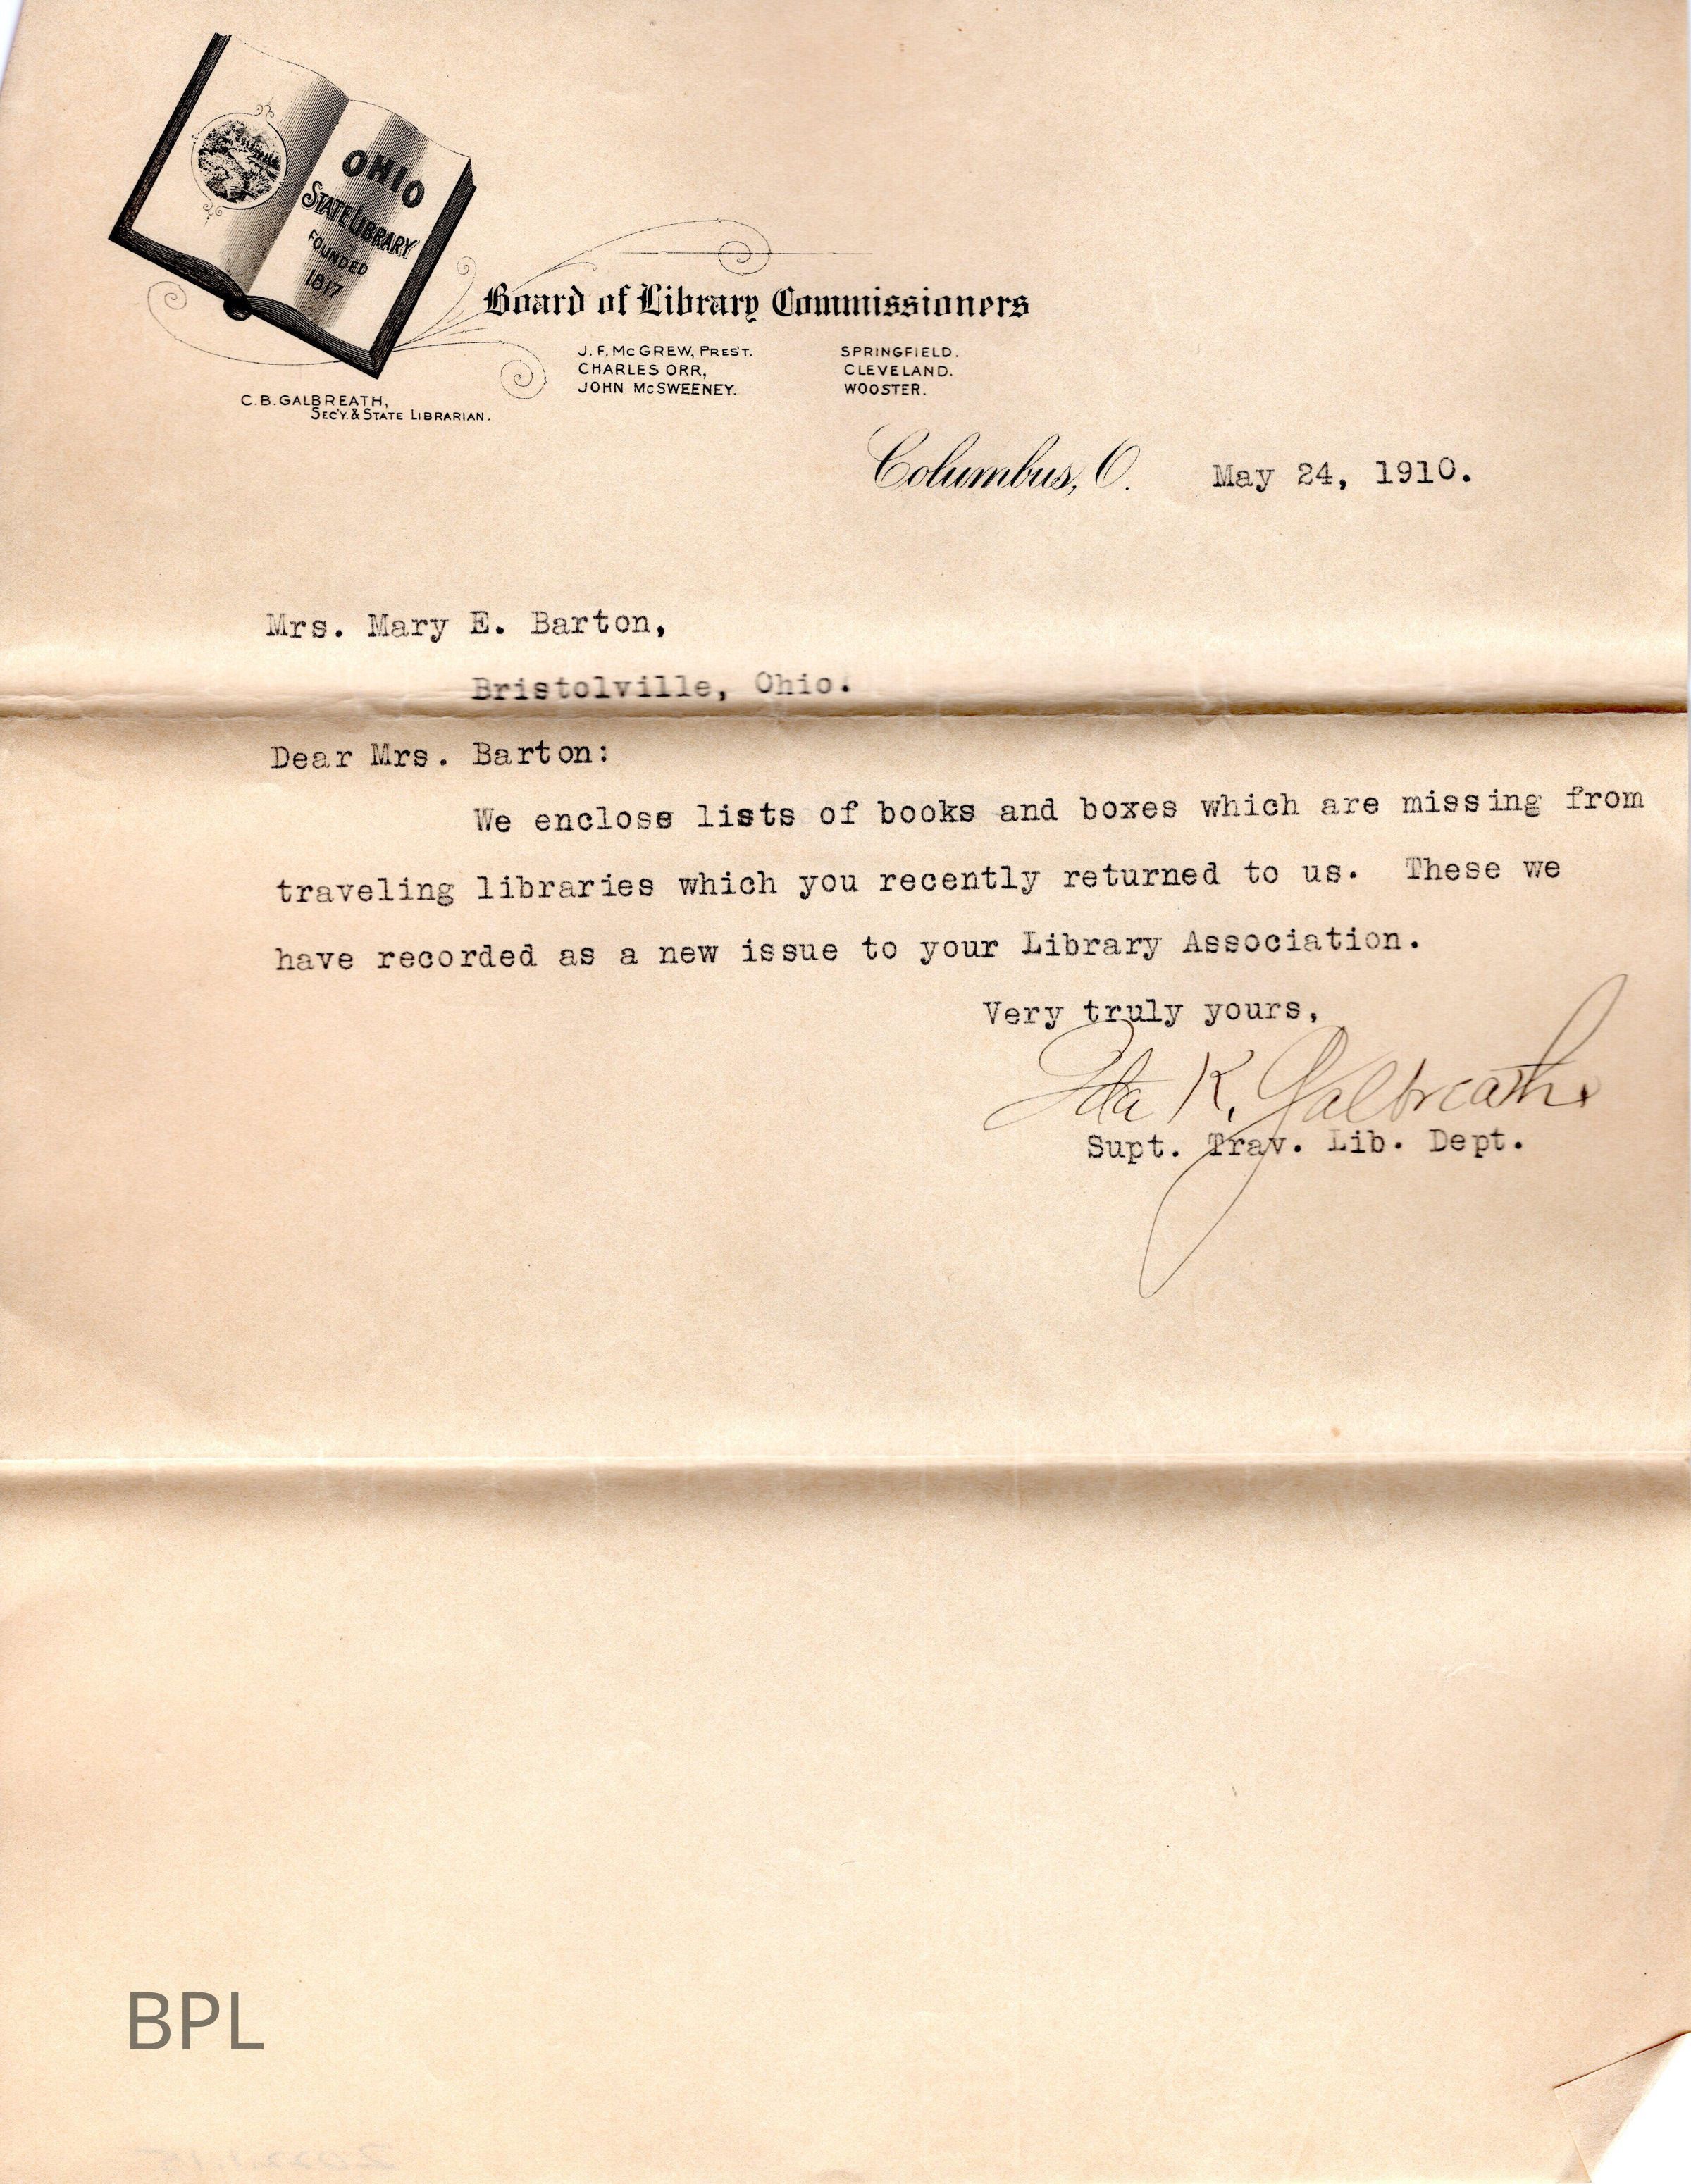 OHIO
STATE LIBRARY
FOUNDED
1817
Board of Library Commissioners
J. F. McGREW, PRES'T. SPRINGFIELD.
CHARLES ORR, CLEVELAND.
JOHN McSWEENEY. WOOSTER.
C.B.GALBREATH,
SEC'Y. & STATE LIBRARIAN.
Columbus, O. May 24, 1910.
Mrs. Mary E. Barton,
Bristolville, Ohio.
Dear Mrs. Barton:
We enclose lists of books and boxes which are missing from
traveling libraries which you recently returned to us. These we
have recorded as a new issue to your Library Association.
Very truly yours,
Ida K. Galbreath.
Supt. Trav. Lib. Dept.
BPL